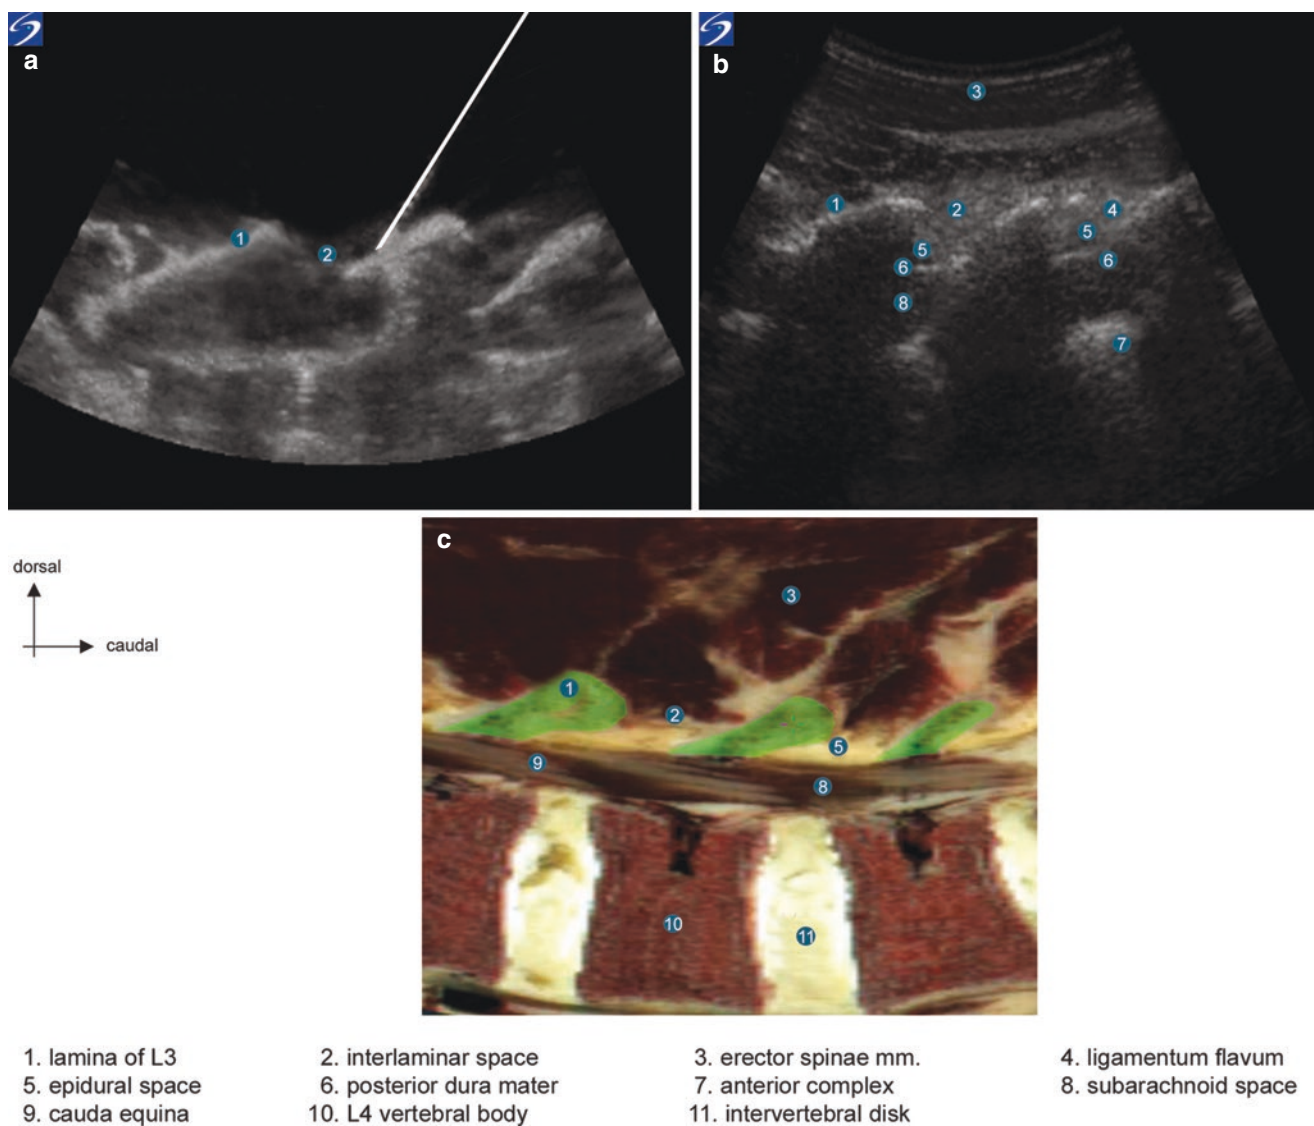 a
1
2
b
3
1
2
4
5
5
6
6
8
7
dorsal
caudal
c
3
1
2
5
9
8
10
11
1. lamina of L3 2. interlaminar space 3. erector spinae mm. 4. ligamentum flavum
5. epidural space 6. posterior dura mater 7. anterior complex 8. subarachnoid space
9. cauda equina 10. L4 vertebral body 11. intervertebral disk